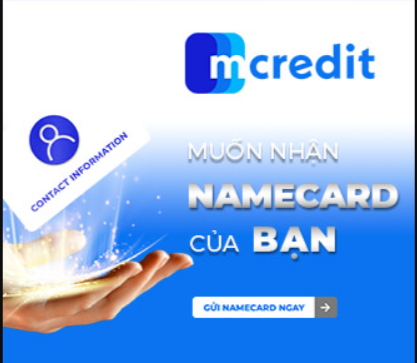 mcredit
CONTACT INFORMATION
MUỐN NHẬN
NAMECARD
CỦA BẠN
GỬI NAMECARD NGAY